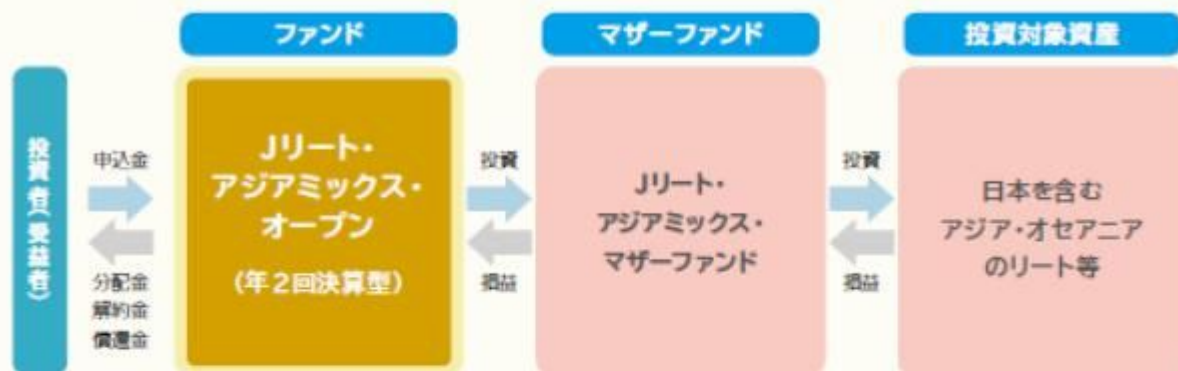 ファンド
マザーファンド
投資対象資産
投資者(受益者)
申込金
分配金
解約金
償還金
Jリート・
アジアミックス・
オープン
(年2回決算型)
投資
損益
Jリート・
アジアミックス・
マザーファンド
投資
損益
日本を含む
アジア・オセアニア
のリート等